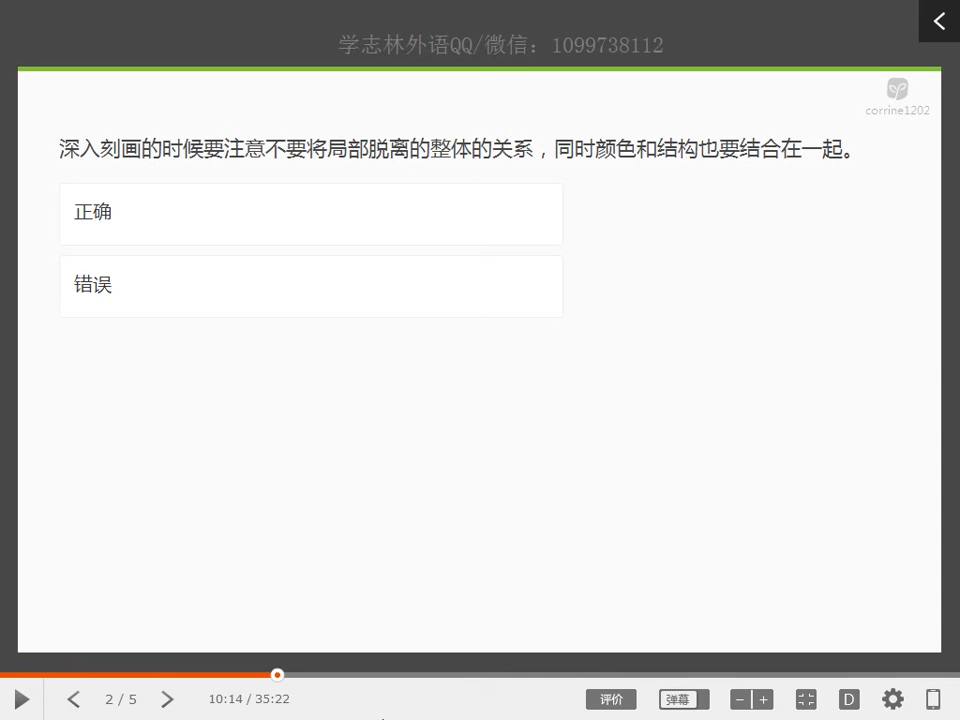 学志林外语QQ/微信：1099738112
corrine1202
深入刻画的时候要注意不要将局部脱离的整体的关系，同时颜色和结构也要结合在一起。
正确
错误
2 / 5
10:14 / 35:22
评价
弹幕
D